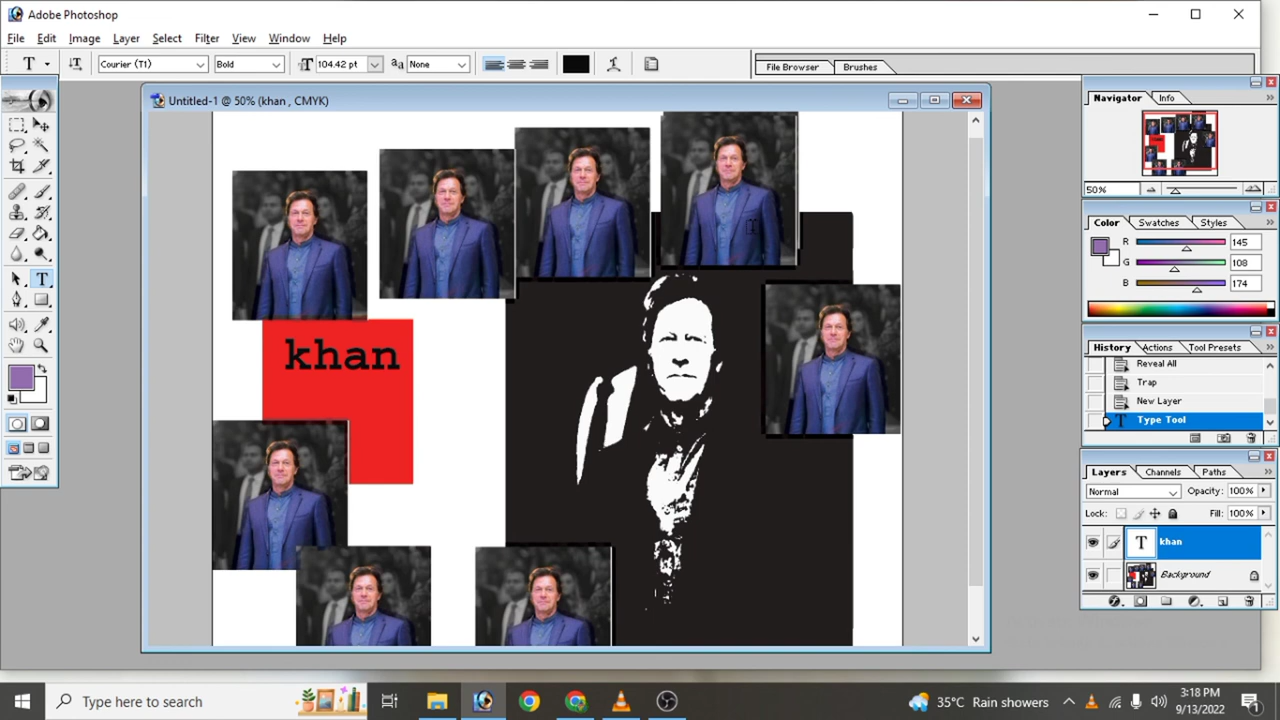 Adobe Photoshop
File Edit Image Layer Select Filter View Window Help
T Courier (T1) Bold T 104.42 pt aa None File Browser Brushes
Untitled-1 @ 50% (khan , CMYK)
Navigator Info
50%
Color Swatches Styles
R 145
G 108
B 174
khan
History Actions Tool Presets
Reveal All
Trap
New Layer
T Type Tool
Layers Channels Paths
Normal Opacity: 100%
Lock: Fill: 100%
T khan
Background
Type here to search
35°C Rain showers
3:18 PM
9/13/2022
1